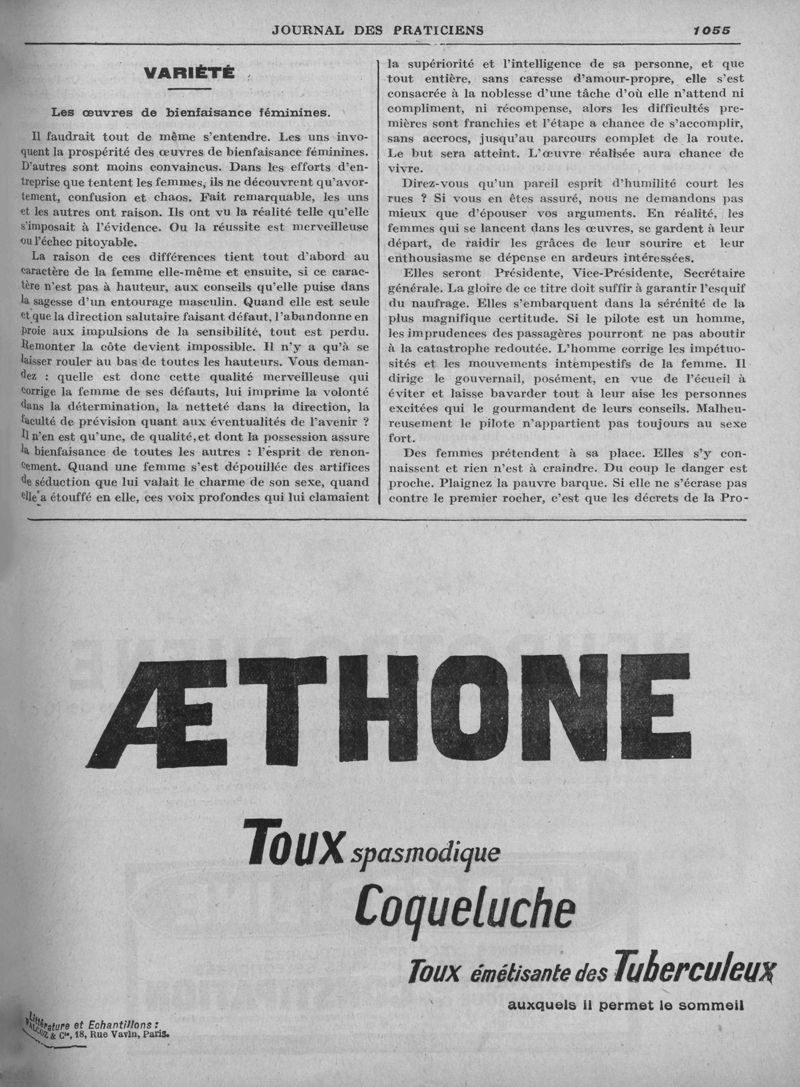 JOURNAL DES PRATICIENS 1055
VARIÉTÉ
Les œuvres de bienfaisance féminines.
Il faudrait tout de même s'entendre. Les uns invo-
quent la prospérité des œuvres de bienfaisance féminines.
D'autres sont moins convaincus. Dans les efforts d'en-
treprise que tentent les femmes, ils ne découvrent qu'avor-
tement, confusion et chaos. Fait remarquable, les uns
et les autres ont raison. Ils ont vu la réalité telle qu'elle
s'imposait à l'évidence. Ou la réussite est merveilleuse
ou l'échec pitoyable.
La raison de ces différences tient tout d'abord au
caractère de la femme elle-même et ensuite, si ce carac-
tère n'est pas à hauteur, aux conseils qu'elle puise dans
la sagesse d'un entourage masculin. Quand elle est seule
et que la direction salutaire faisant défaut, l'abandonne en
proie aux impulsions de la sensibilité, tout est perdu.
Remonter la côte devient impossible. Il n'y a qu'à se
laisser rouler au bas de toutes les hauteurs. Vous deman-
dez : quelle est donc cette qualité merveilleuse qui
corrige la femme de ses défauts, lui imprime la volonté
dans la détermination, la netteté dans la direction, la
faculté de prévision quant aux éventualités de l'avenir ?
Il n'en est qu'une, de qualité, et dont la possession assure
la bienfaisance de toutes les autres : l'esprit de renon-
cement. Quand une femme s'est dépouillée des artifices
de séduction que lui valait le charme de son sexe, quand
elle a étouffé en elle, ces voix profondes qui lui clamaient
la supériorité et l'intelligence de sa personne, et que
tout entière, sans caresse d'amour-propre, elle s'est
consacrée à la noblesse d'une tâche d'où elle n'attend ni
compliment, ni récompense, alors les difficultés pre-
mières sont franchies et l'étape a chance de s'accomplir,
sans accrocs, jusqu'au parcours complet de la route.
Le but sera atteint. L'œuvre réalisée aura chance de
vivre.
Direz-vous qu'un pareil esprit d'humilité court les
rues ? Si vous en êtes assuré, nous ne demandons pas
mieux que d'épouser vos arguments. En réalité, les
femmes qui se lancent dans les œuvres, se gardent à leur
départ, de raidir les grâces de leur sourire et leur
enthousiasme se dépense en ardeurs intéressées.
Elles seront Présidente, Vice-Présidente, Secrétaire
générale. La gloire de ce titre doit suffir à garantir l'esquif
du naufrage. Elles s'embarquent dans la sérénité de la
plus magnifique certitude. Si le pilote est un homme,
les imprudences des passagères pourront ne pas aboutir
à la catastrophe redoutée. L'homme corrige les impétuo-
sités et les mouvements intempestifs de la femme. Il
dirige le gouvernail, posément, en vue de l'écueil à
éviter et laisse bavarder tout à leur aise les personnes
excitées qui le gourmandent de leurs conseils. Malheu-
reusement le pilote n'appartient pas toujours au sexe
fort.
Des femmes prétendent à sa place. Elles s'y con-
naissent et rien n'est à craindre. Du coup le danger est
proche. Plaignez la pauvre barque. Si elle ne s'écrase pas
contre le premier rocher, c'est que les décrets de la Pro-
ÆTHONE
Toux spasmodique
Coqueluche
Toux émétisante des Tuberculeux
auxquels il permet le sommeil
Littérature et Echantillons :
FALCOZ & Cie, 18, Rue Vavin, Paris.